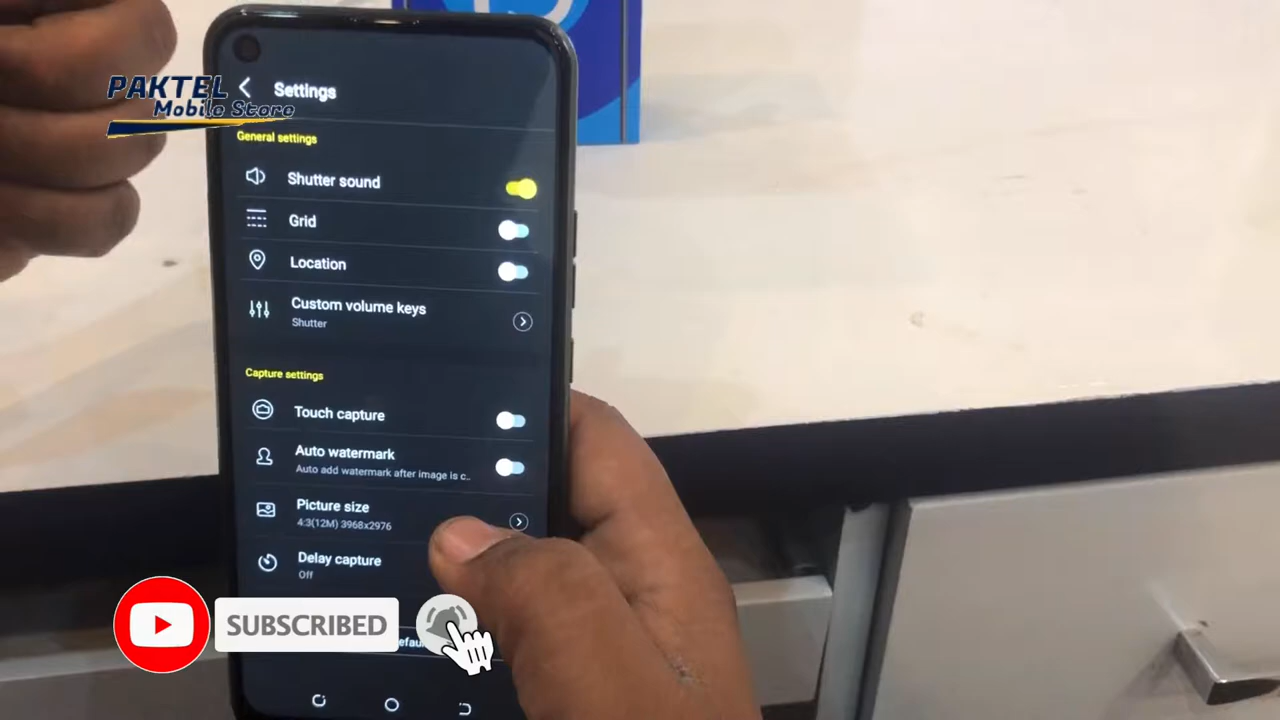 PAKTEL
Mobile Store
Settings
General settings
Shutter sound
Grid
Location
Custom volume keys
Shutter
Capture settings
Touch capture
Auto watermark
Auto add watermark after image is c..
Picture size
4:3(12M) 3968x2976
Delay capture
Off
SUBSCRIBED